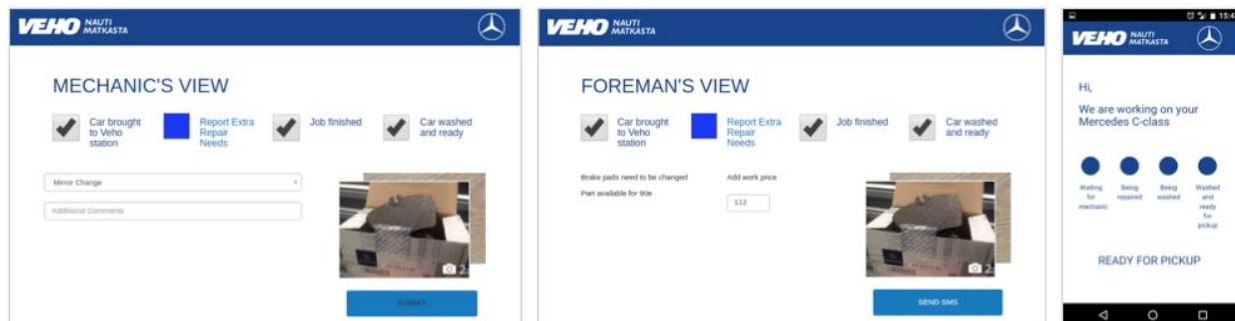 VEHO NAUTI
MATKASTA
MECHANIC'S VIEW
Car brought
to Veho
station
Report Extra
Repair
Needs
Job finished
Car washed
and ready
Mirror Change
Additional Comments
2
SUBMIT
VEHO NAUTI
MATKASTA
FOREMAN'S VIEW
Car brought
to Veho
station
Report Extra
Repair
Needs
Job finished
Car washed
and ready
Brake pads need to be changed
Part available for 90e
Add work price
112
2
SEND SMS
VEHO NAUTI
MATKASTA
Hi,
We are working on your
Mercedes C-class
Waiting
for
mechanic
Being
repaired
Being
washed
Washed
and
ready
for
pickup
READY FOR PICKUP